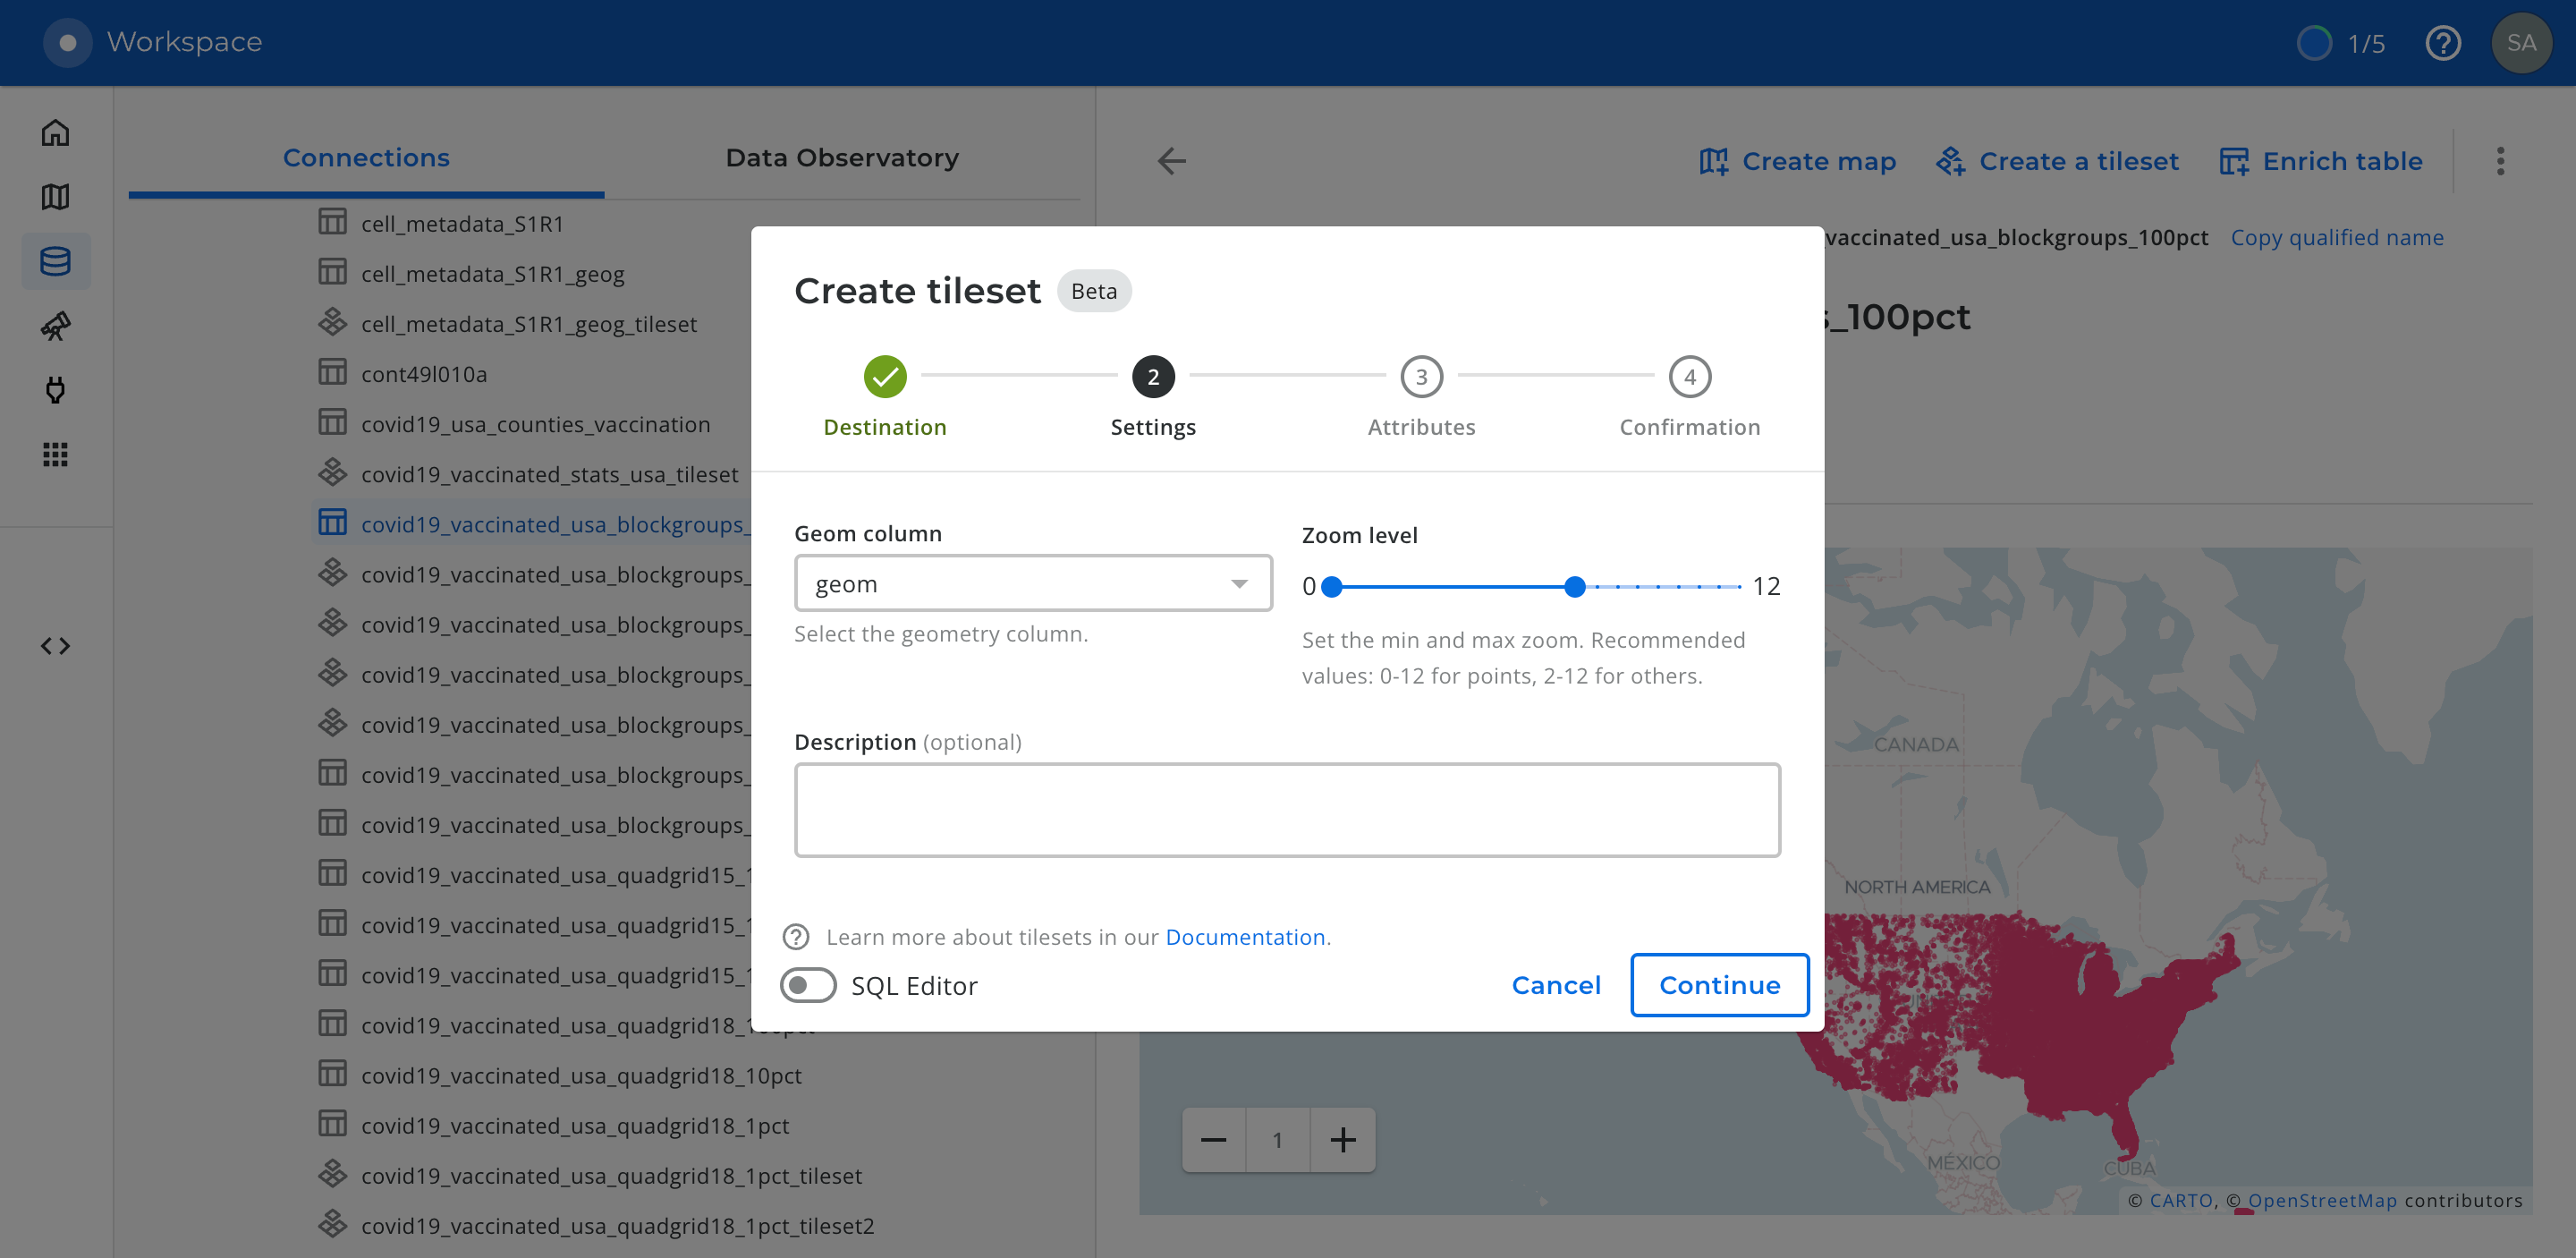 Workspace
1/5
SA
Connections
Data Observatory
Create map
Create a tileset
Enrich table
cell_metadata_S1R1
cell_metadata_S1R1_geog
cell_metadata_S1R1_geog_tileset
cont49l010a
covid19_usa_counties_vaccination
covid19_vaccinated_stats_usa_tileset
covid19_vaccinated_usa_blockgroups_
covid19_vaccinated_usa_blockgroups_
covid19_vaccinated_usa_blockgroups_
covid19_vaccinated_usa_blockgroups_
covid19_vaccinated_usa_blockgroups_
covid19_vaccinated_usa_blockgroups_
covid19_vaccinated_usa_blockgroups_
covid19_vaccinated_usa_quadgrid15_1
covid19_vaccinated_usa_quadgrid15_1
covid19_vaccinated_usa_quadgrid15_1
covid19_vaccinated_usa_quadgrid18_100pct
covid19_vaccinated_usa_quadgrid18_10pct
covid19_vaccinated_usa_quadgrid18_1pct
covid19_vaccinated_usa_quadgrid18_1pct_tileset
covid19_vaccinated_usa_quadgrid18_1pct_tileset2
vaccinated_usa_blockgroups_100pct
Copy qualified name
s_100pct
Create tileset
Beta
2
3
4
Destination
Settings
Attributes
Confirmation
Geom column
geom
Select the geometry column.
Zoom level
0
12
Set the min and max zoom. Recommended
values: 0-12 for points, 2-12 for others.
Description (optional)
Learn more about tilesets in our Documentation.
SQL Editor
Cancel
Continue
CANADA
NORTH AMERICA
MÉXICO
CUBA
1
© CARTO, © OpenStreetMap contributors